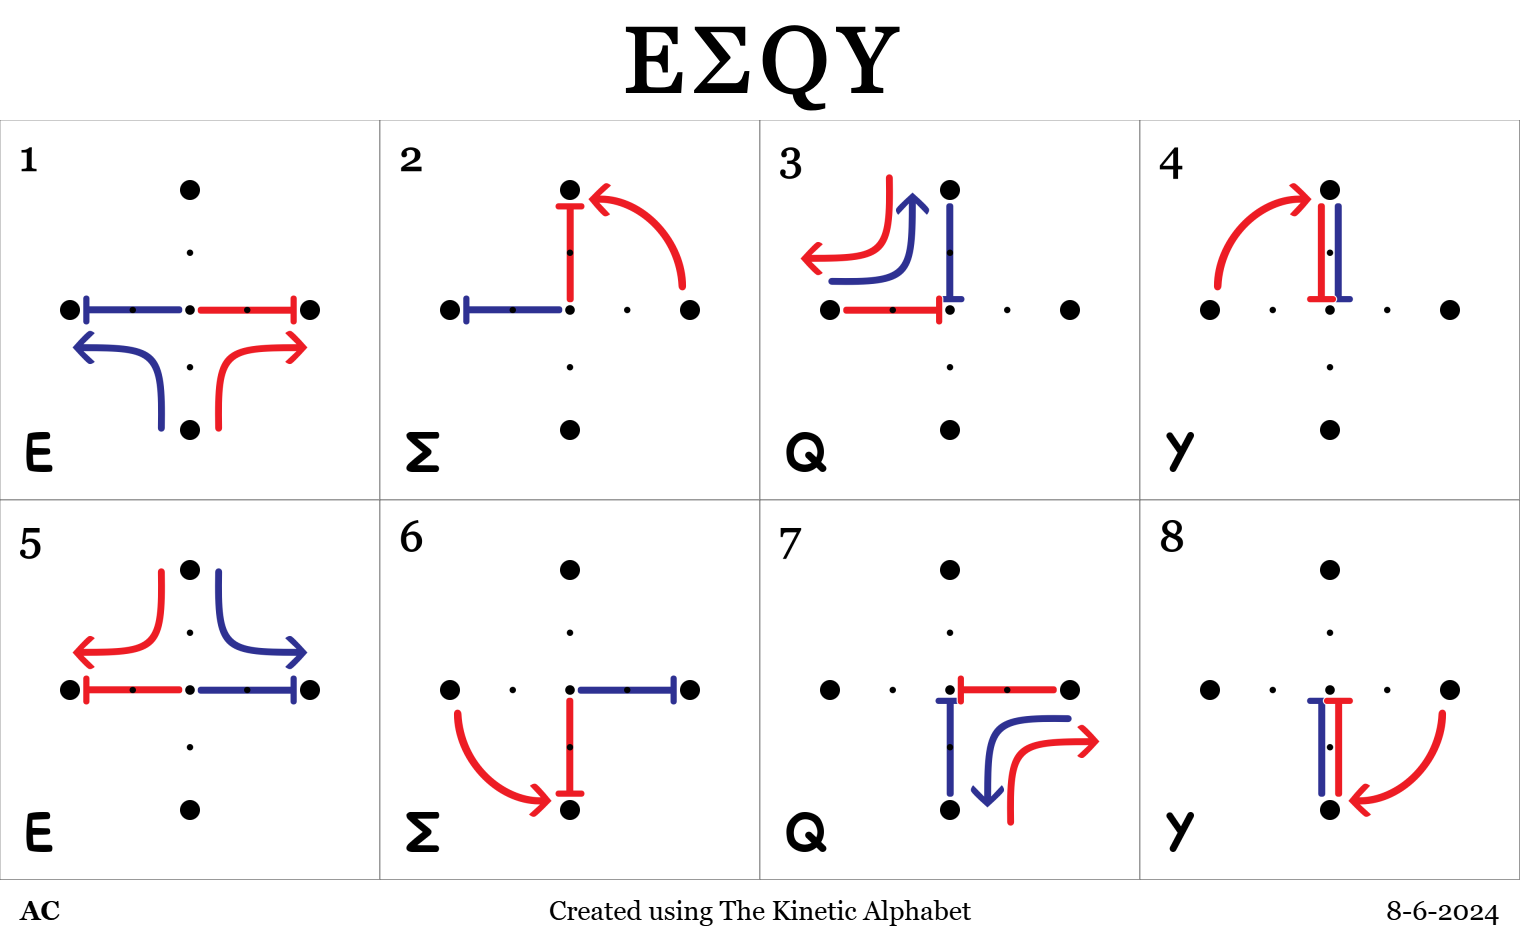 EΣQY
1 2 3 4
E Σ Q Y
5 6 7 8
E Σ Q Y
AC Created using The Kinetic Alphabet 8-6-2024